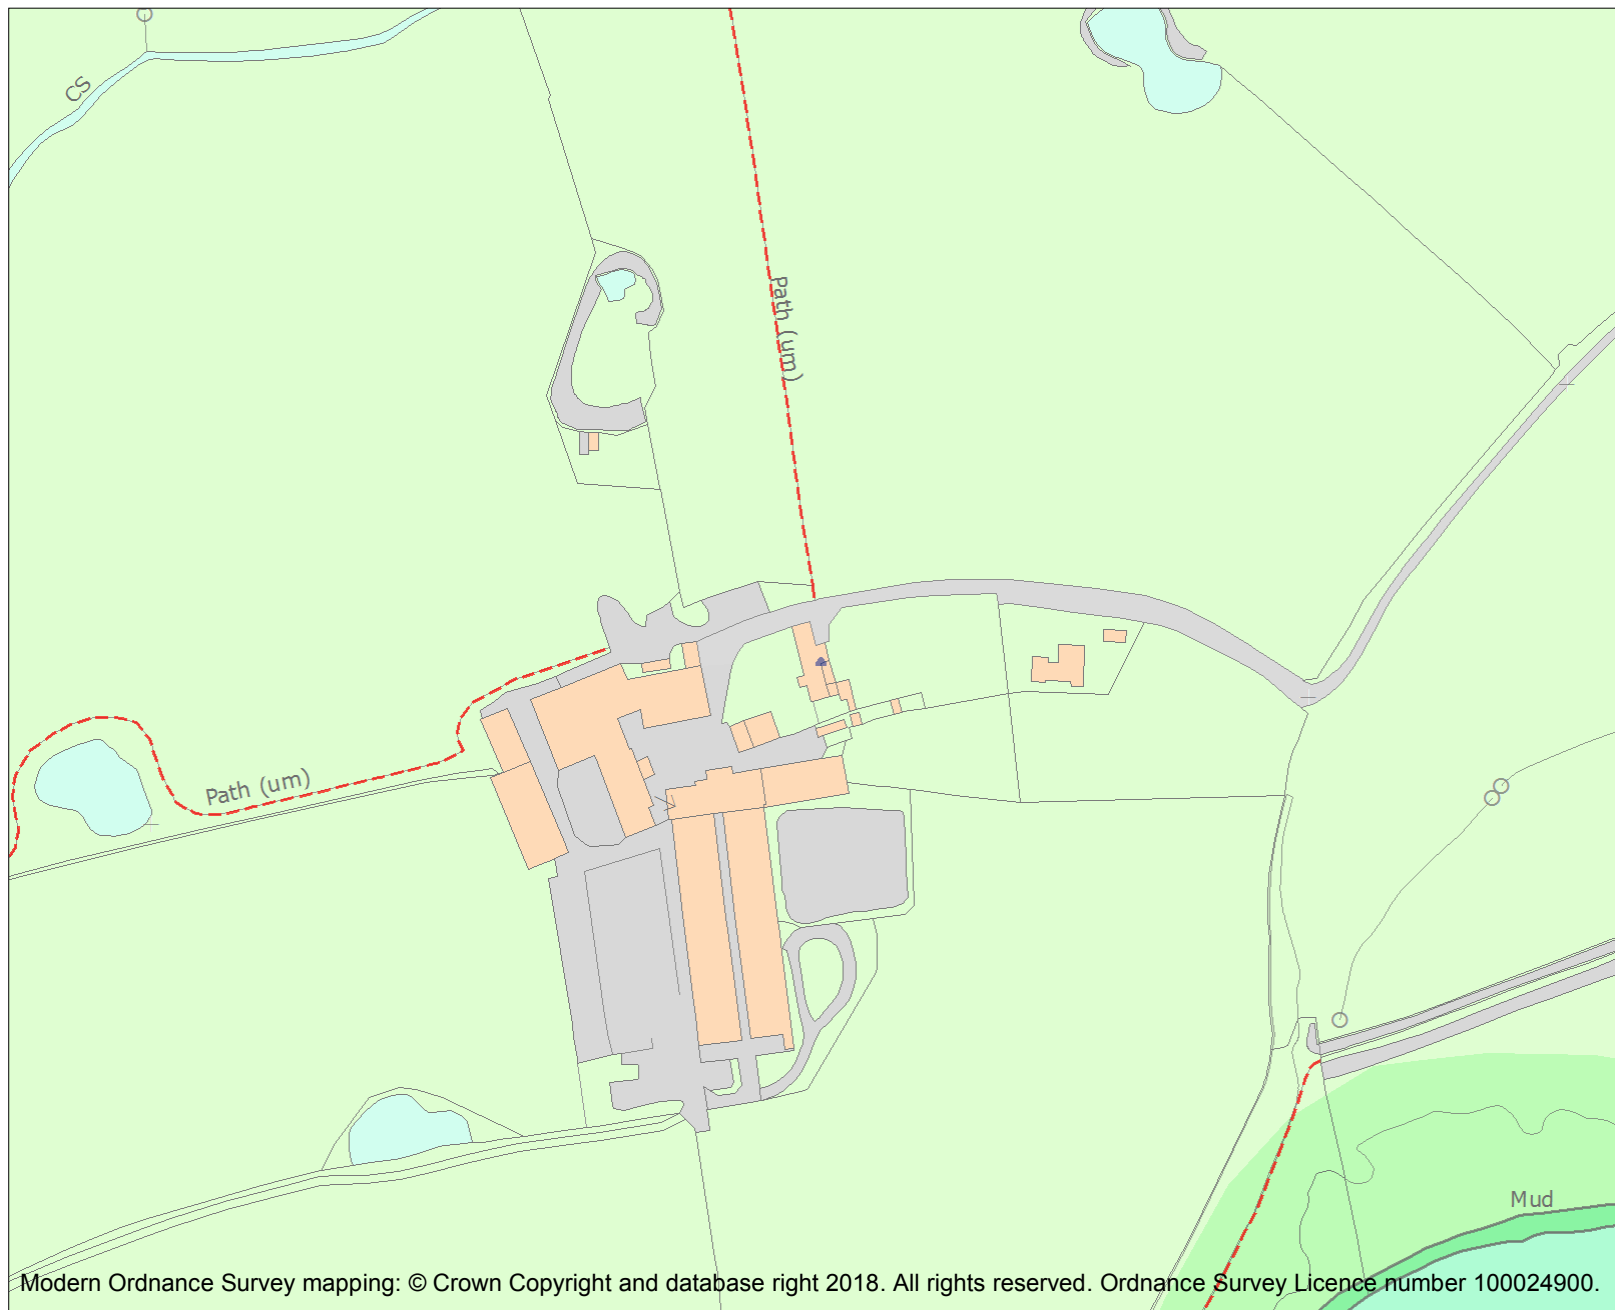 CS
Path (um)
Path (um)
Mud
Modern Ordnance Survey mapping: © Crown Copyright and database right 2018. All rights reserved. Ordnance Survey Licence number 100024900.